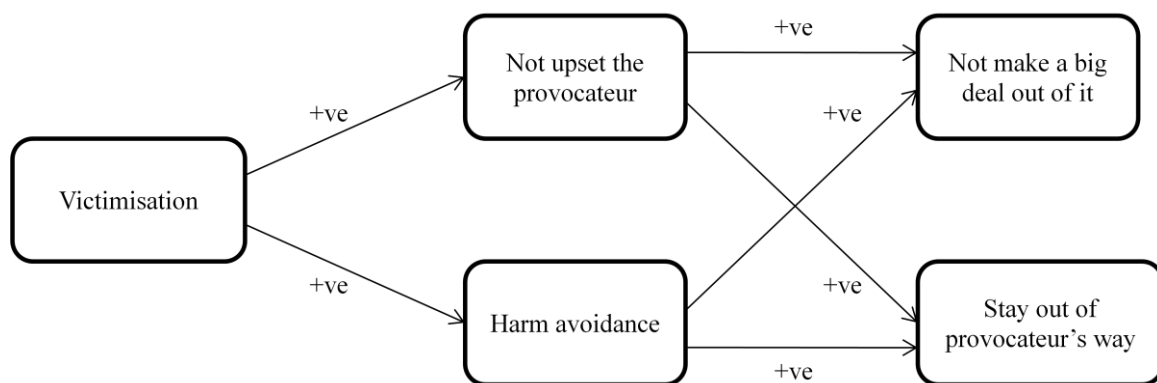 +ve
Not upset the
provocateur
Not make a big
deal out of it
+ve
+ve
Victimisation
+ve
Harm avoidance
+ve
Stay out of
provocateur's way
+ve